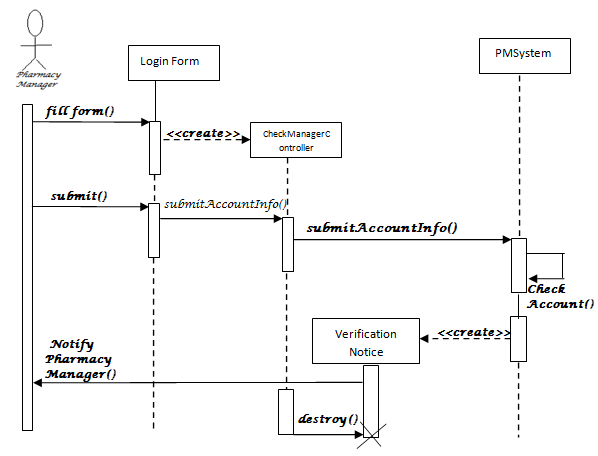 Pharmacy
Manager
Login Form
PMSystem
fill form()
<<create>>
CheckManagerC
ontroller
submit()
submitAccountInfo()
submitAccountInfo()
Check
Account()
Verification
Notice
<<create>>
Notify
Pharmacy
Manager()
destroy()